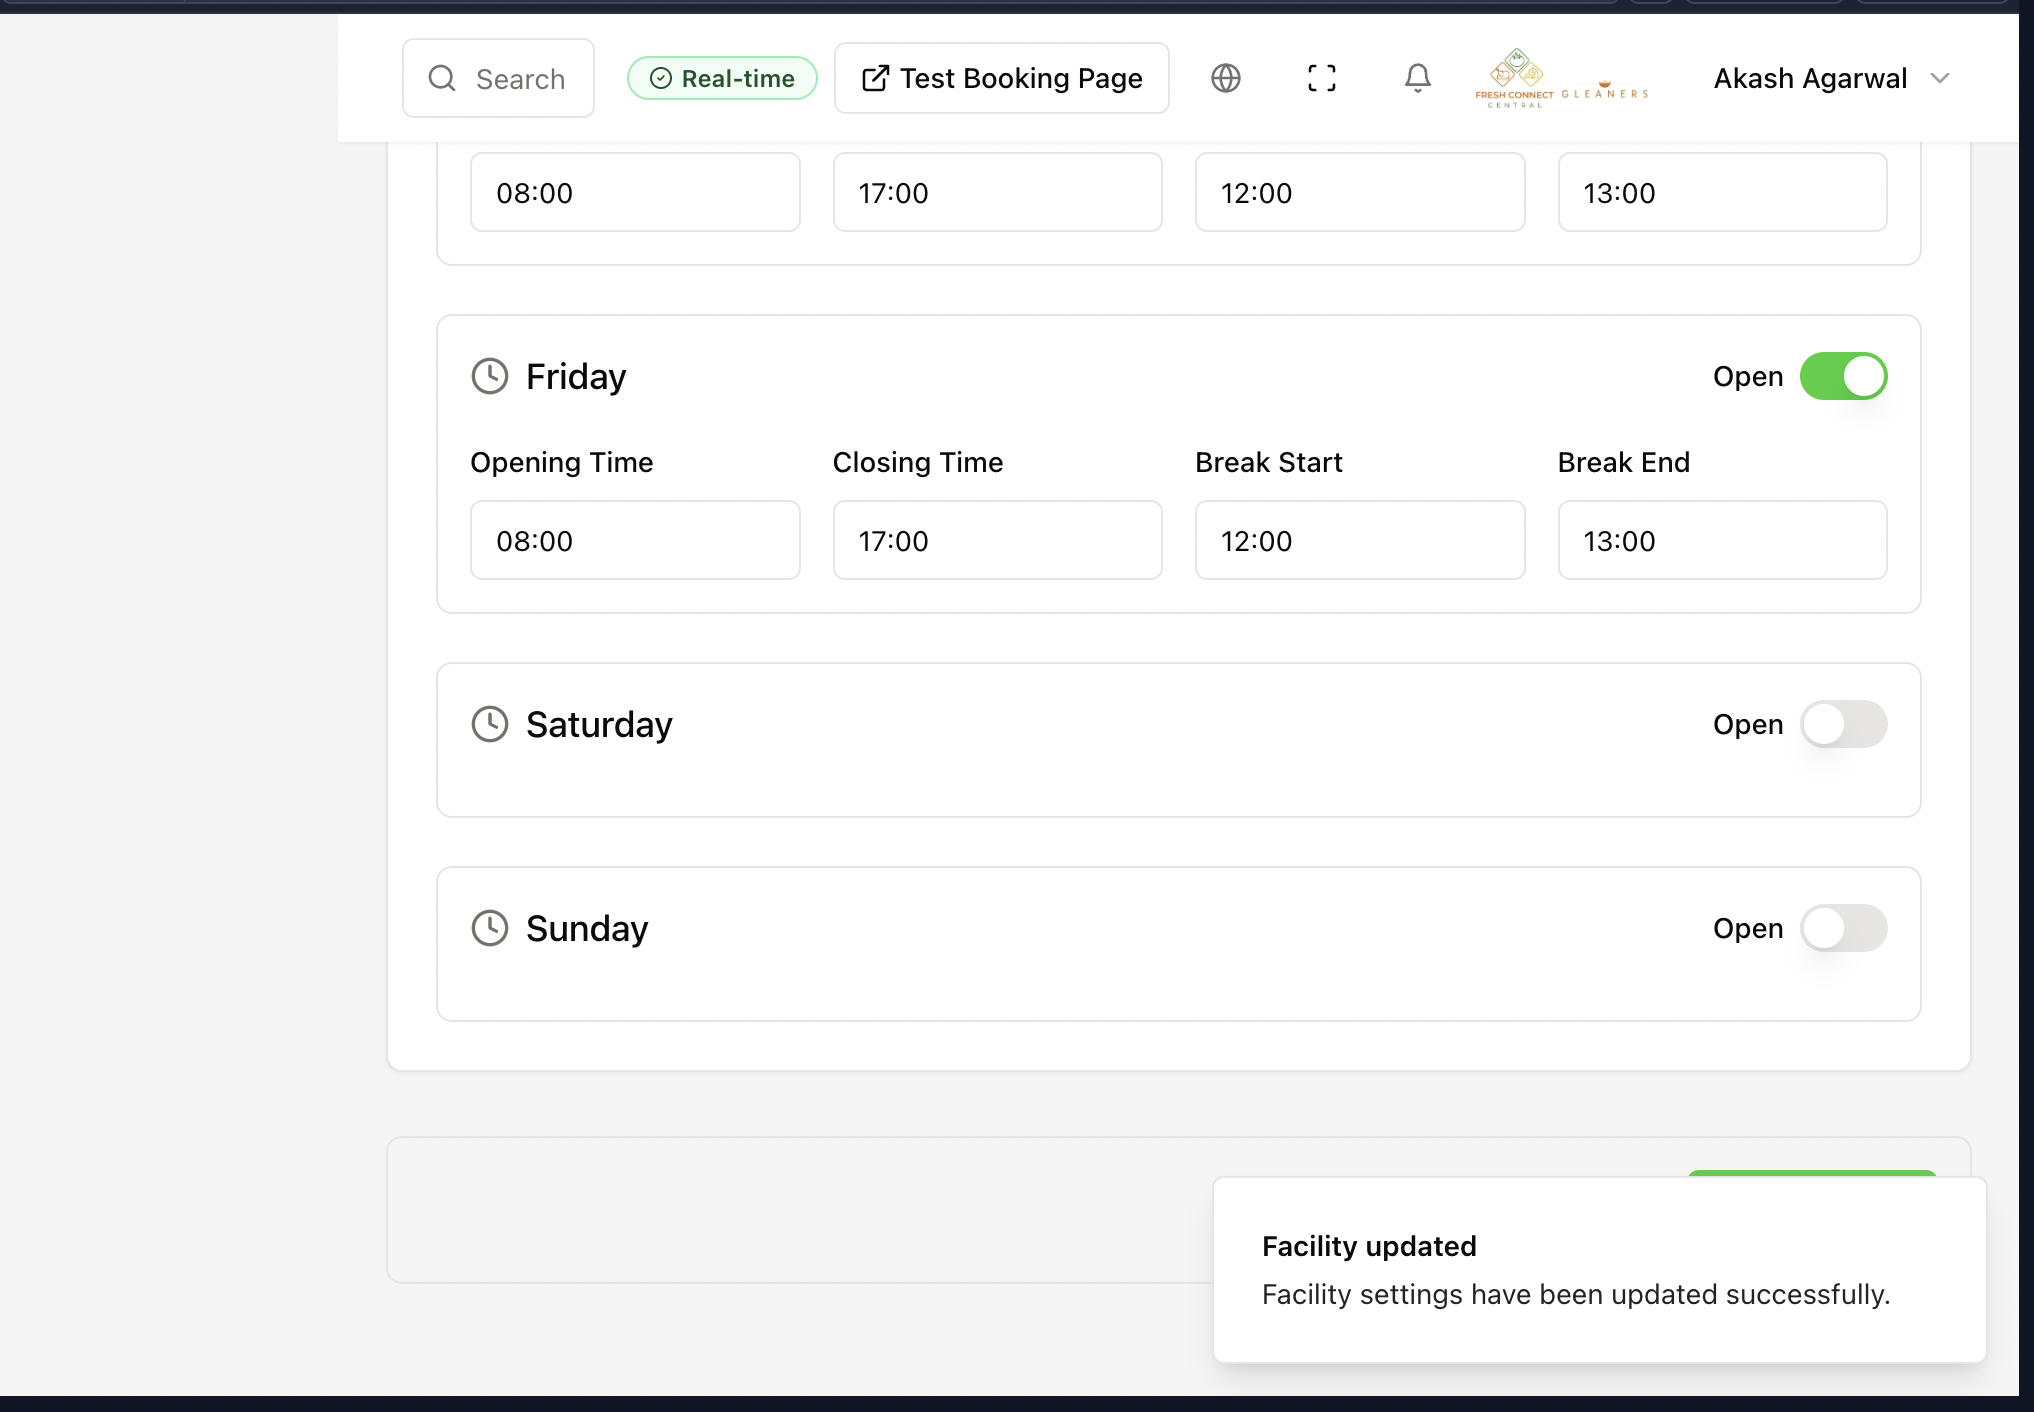 Search
Real-time
Test Booking Page
FRESH CONNECT
CENTRAL
GLEANERS
Akash Agarwal
08:00 17:00 12:00 13:00
Friday Open
Opening Time Closing Time Break Start Break End
08:00 17:00 12:00 13:00
Saturday Open
Sunday Open
Facility updated
Facility settings have been updated successfully.